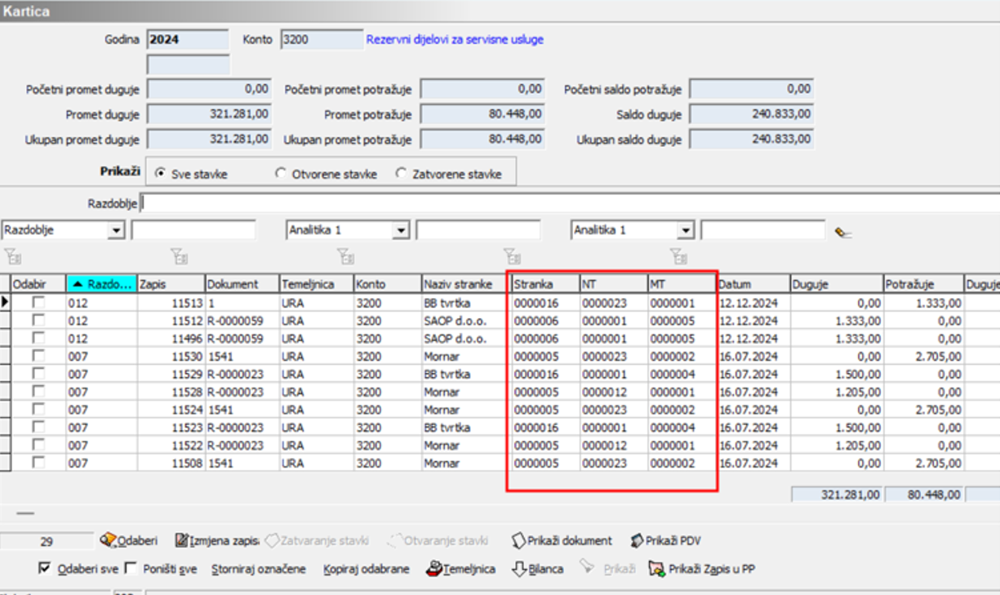 Kartica
Godina 2024 Konto 3200 Rezervni dijelovi za servisne usluge
Početni promet duguje 0,00 Početni promet potražuje 0,00 Početni saldo potražuje 0,00
Promet duguje 321.281,00 Promet potražuje 80.448,00 Saldo duguje 240.833,00
Ukupan promet duguje 321.281,00 Ukupan promet potražuje 80.448,00 Ukupan saldo duguje 240.833,00
Prikaži Sve stavke Otvorene stavke Zatvorene stavke
Razdoblje
Razdoblje Analitika 1 Analitika 1
Odabir Razdo... Zapis Dokument Temeljnica Konto Naziv stranke Stranka NT MT Datum Duguje Potražuje Duguje
012 11513 1 URA 3200 BB tvrtka 0000016 0000023 0000001 12.12.2024 0,00 1.333,00
012 11512 R-0000059 URA 3200 SAOP d.o.o. 0000006 0000001 0000005 12.12.2024 1.333,00 0,00
012 11496 R-0000059 URA 3200 SAOP d.o.o. 0000006 0000001 0000005 12.12.2024 1.333,00 0,00
007 11530 1541 URA 3200 Mornar 0000005 0000023 0000002 16.07.2024 0,00 2.705,00
007 11529 R-0000023 URA 3200 BB tvrtka 0000016 0000001 0000004 16.07.2024 1.500,00 0,00
007 11528 R-0000023 URA 3200 Mornar 0000005 0000012 0000001 16.07.2024 1.205,00 0,00
007 11524 1541 URA 3200 Mornar 0000005 0000023 0000002 16.07.2024 0,00 2.705,00
007 11523 R-0000023 URA 3200 BB tvrtka 0000016 0000001 0000004 16.07.2024 1.500,00 0,00
007 11522 R-0000023 URA 3200 Mornar 0000005 0000012 0000001 16.07.2024 1.205,00 0,00
007 11508 1541 URA 3200 Mornar 0000005 0000023 0000002 16.07.2024 0,00 2.705,00
321.281,00 80.448,00
29 Odaberi Izmjena zapis Zatvaranje stavki Otvaranje stavki Prikaži dokument Prikaži PDV
Odaberi sve Poništi sve Storniraj označene Kopiraj odabrane Temeljnica Bilanca Prikaži Prikaži Zapis u PP